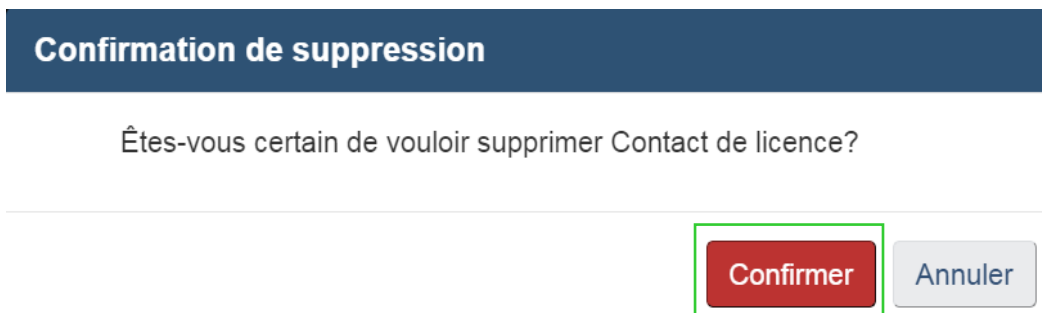 Confirmation de suppression
Êtes-vous certain de vouloir supprimer Contact de licence?
Confirmer Annuler